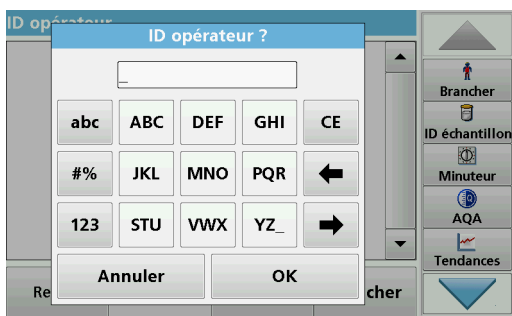 ID opérateur
ID opérateur ?
_
abc ABC DEF GHI CE
#% JKL MNO PQR
123 STU VWX YZ_
Annuler OK
Re cher
Brancher
ID échantillon
Minuteur
AQA
Tendances